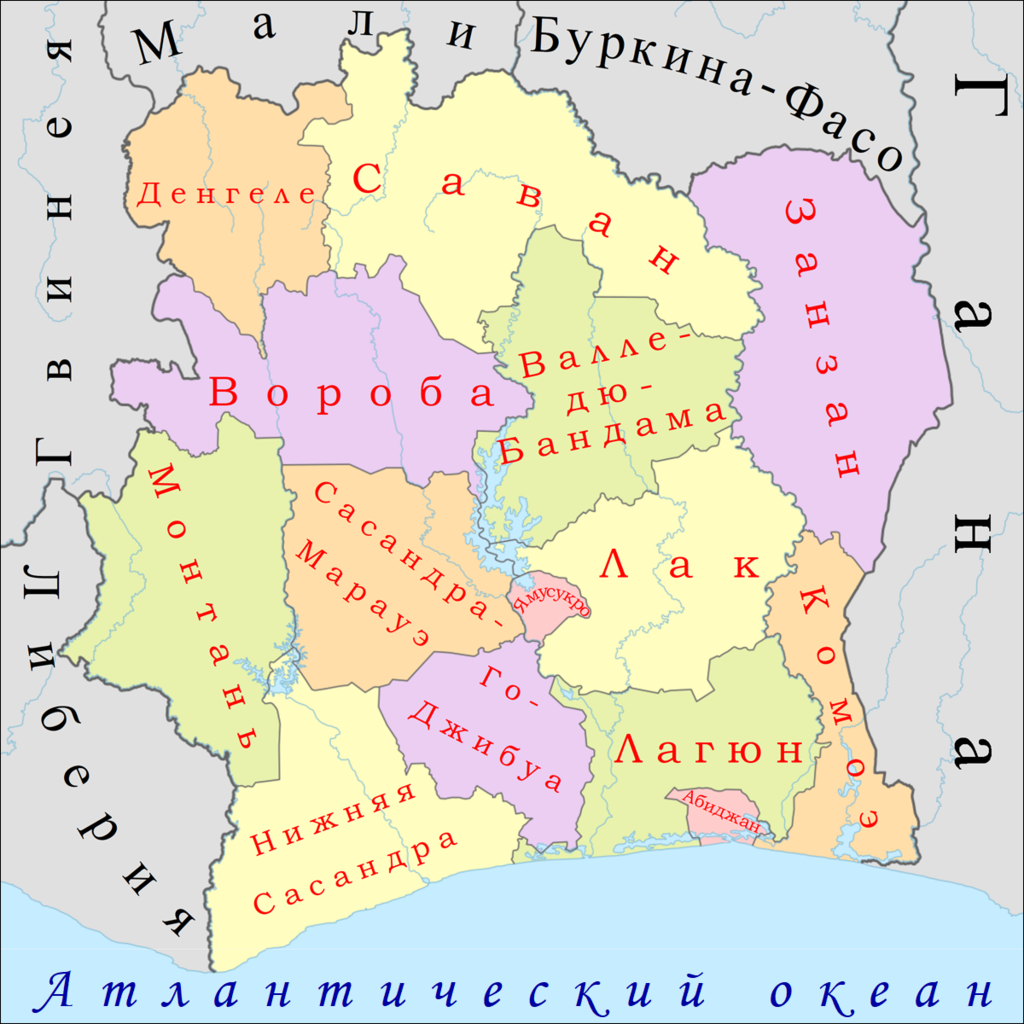 Мали
Буркина-Фасо
Гвинея
Гана
Денгеле
Саван
Занзан
Валле-
дю-
Бандама
Вороба
Монтань
Сасандра-
Марауэ
Лак
Ямусукро
Комоэ
Го-
Джибуа
Лагюн
Абиджан
Нижняя
Сасандра
Либерия
Атлантический океан